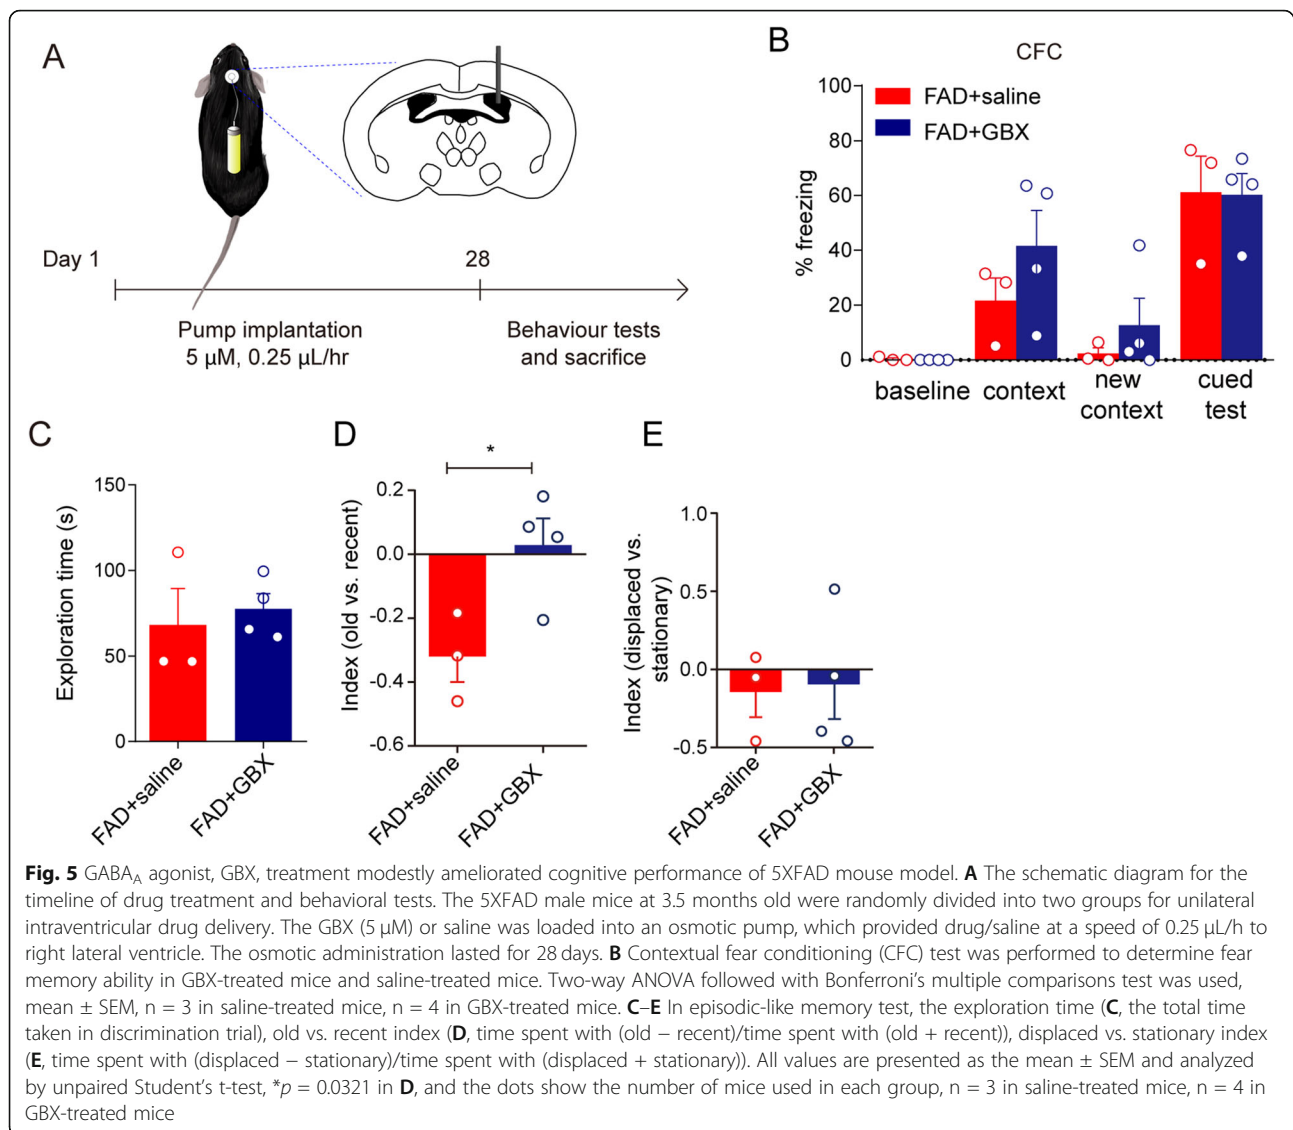 A
Day 1
28
Pump implantation
5 µM, 0.25 µL/hr
Behaviour tests
and sacrifice
B
CFC
FAD+saline
FAD+GBX
% freezing
100
80
60
40
20
0
baseline
context
new
context
cued
test
C
Exploration time (s)
150
100
50
0
FAD+saline
FAD+GBX
D
*
Index (old vs. recent)
0.2
0.0
-0.2
-0.4
-0.6
FAD+saline
FAD+GBX
E
Index (displaced vs.
stationary)
1.0
0.5
0.0
-0.5
FAD+saline
FAD+GBX
Fig. 5 GABAA agonist, GBX, treatment modestly ameliorated cognitive performance of 5XFAD mouse model. A The schematic diagram for the
timeline of drug treatment and behavioral tests. The 5XFAD male mice at 3.5 months old were randomly divided into two groups for unilateral
intraventricular drug delivery. The GBX (5 µM) or saline was loaded into an osmotic pump, which provided drug/saline at a speed of 0.25 µL/h to
right lateral ventricle. The osmotic administration lasted for 28 days. B Contextual fear conditioning (CFC) test was performed to determine fear
memory ability in GBX-treated mice and saline-treated mice. Two-way ANOVA followed with Bonferroni's multiple comparisons test was used,
mean ± SEM, n = 3 in saline-treated mice, n = 4 in GBX-treated mice. C–E In episodic-like memory test, the exploration time (C, the total time
taken in discrimination trial), old vs. recent index (D, time spent with (old − recent)/time spent with (old + recent)), displaced vs. stationary index
(E, time spent with (displaced − stationary)/time spent with (displaced + stationary)). All values are presented as the mean ± SEM and analyzed
by unpaired Student's t-test, *p = 0.0321 in D, and the dots show the number of mice used in each group, n = 3 in saline-treated mice, n = 4 in
GBX-treated mice